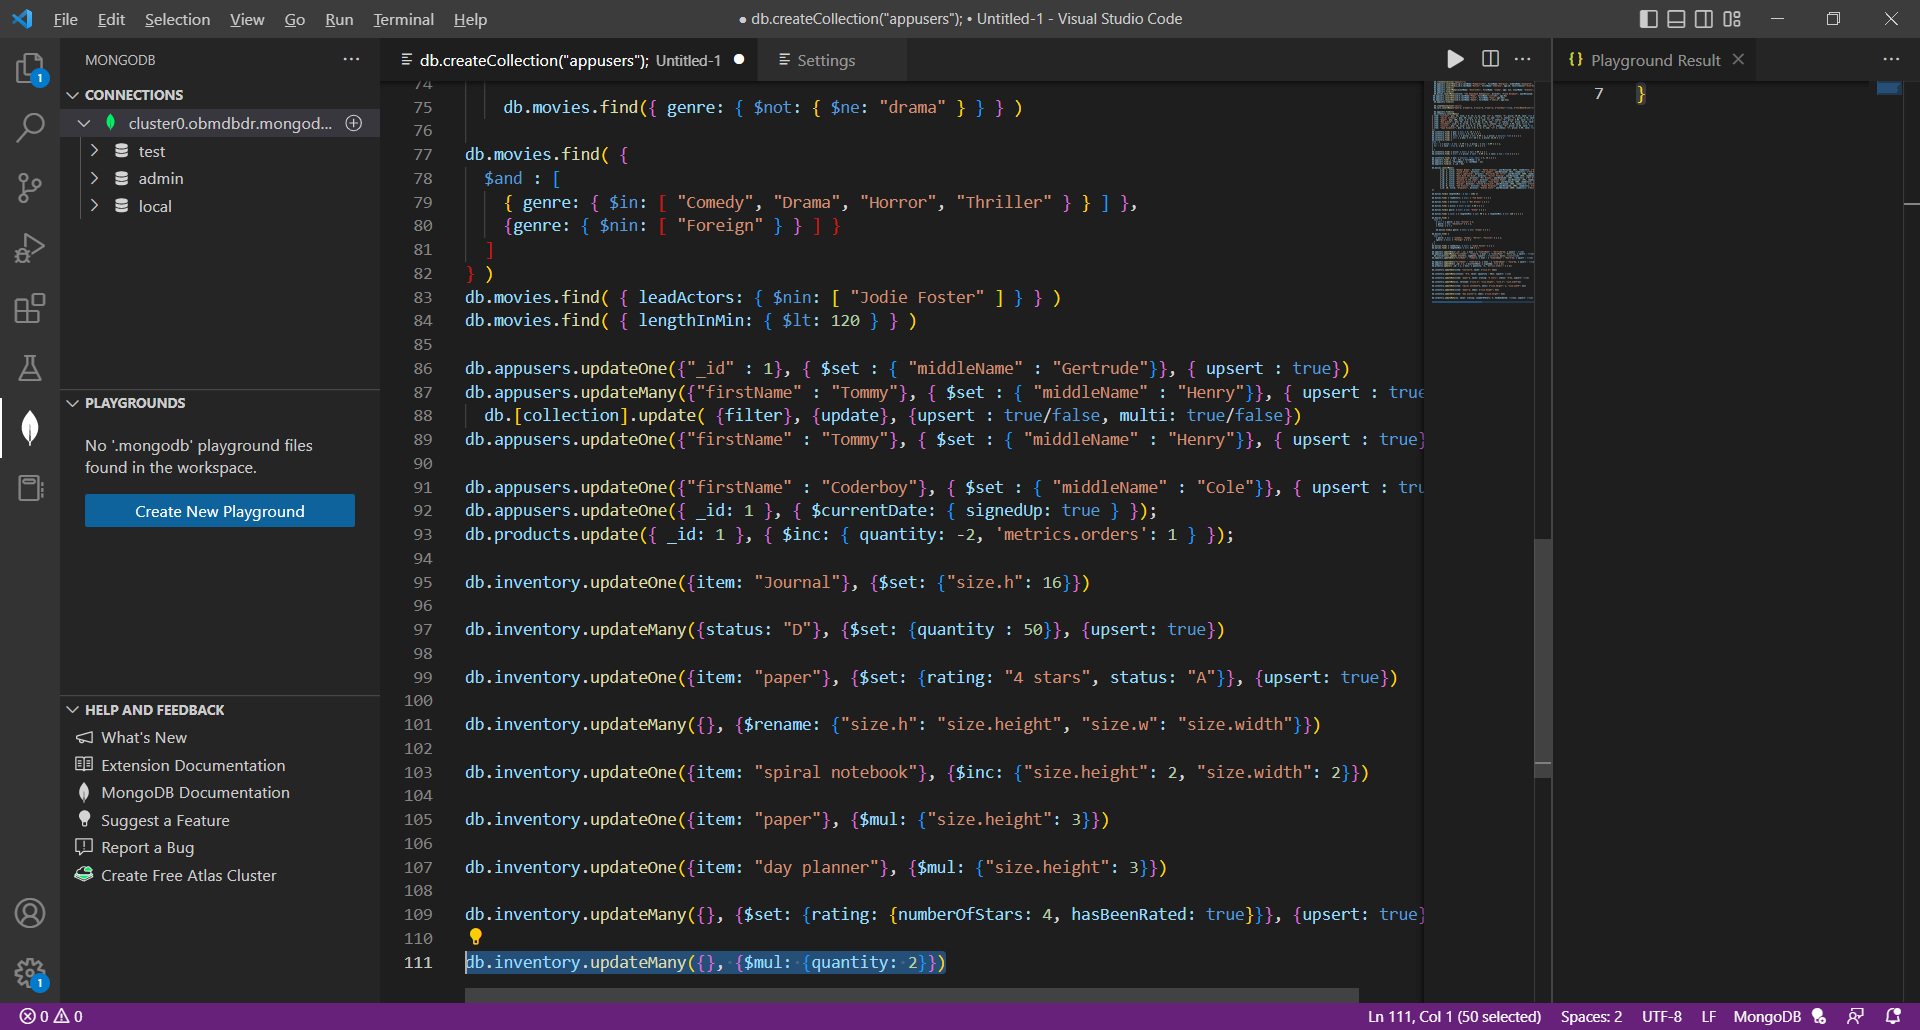 File Edit Selection View Go Run Terminal Help
● db.createCollection("appusers"); • Untitled-1 - Visual Studio Code
MONGODB
CONNECTIONS
cluster0.obmdbdr.mongod...
test
admin
local
PLAYGROUNDS
No '.mongodb' playground files
found in the workspace.
Create New Playground
HELP AND FEEDBACK
What's New
Extension Documentation
MongoDB Documentation
Suggest a Feature
Report a Bug
Create Free Atlas Cluster
1
1
db.createCollection("appusers"); Untitled-1
Settings
74
75 db.movies.find({ genre: { $not: { $ne: "drama" } } } )
76
77 db.movies.find( {
78 $and : [
79 { genre: { $in: [ "Comedy", "Drama", "Horror", "Thriller" } } ] },
80 {genre: { $nin: [ "Foreign" } } ] }
81 ]
82 } )
83 db.movies.find( { leadActors: { $nin: [ "Jodie Foster" ] } } )
84 db.movies.find( { lengthInMin: { $lt: 120 } } )
85
86 db.appusers.updateOne({"_id" : 1}, { $set : { "middleName" : "Gertrude"}}, { upsert : true})
87 db.appusers.updateMany({"firstName" : "Tommy"}, { $set : { "middleName" : "Henry"}}, { upsert : true
88 db.[collection].update( {filter}, {update}, {upsert : true/false, multi: true/false})
89 db.appusers.updateOne({"firstName" : "Tommy"}, { $set : { "middleName" : "Henry"}}, { upsert : true}
90
91 db.appusers.updateOne({"firstName" : "Coderboy"}, { $set : { "middleName" : "Cole"}}, { upsert : tru
92 db.appusers.updateOne({ _id: 1 }, { $currentDate: { signedUp: true } });
93 db.products.update({ _id: 1 }, { $inc: { quantity: -2, 'metrics.orders': 1 } });
94
95 db.inventory.updateOne({item: "Journal"}, {$set: {"size.h": 16}})
96
97 db.inventory.updateMany({status: "D"}, {$set: {quantity : 50}}, {upsert: true})
98
99 db.inventory.updateOne({item: "paper"}, {$set: {rating: "4 stars", status: "A"}}, {upsert: true})
100
101 db.inventory.updateMany({}, {$rename: {"size.h": "size.height", "size.w": "size.width"}})
102
103 db.inventory.updateOne({item: "spiral notebook"}, {$inc: {"size.height": 2, "size.width": 2}})
104
105 db.inventory.updateOne({item: "paper"}, {$mul: {"size.height": 3}})
106
107 db.inventory.updateOne({item: "day planner"}, {$mul: {"size.height": 3}})
108
109 db.inventory.updateMany({}, {$set: {rating: {numberOfStars: 4, hasBeenRated: true}}}, {upsert: true}
110
111 db.inventory.updateMany({}, {$mul: {quantity: 2}})
Playground Result
7 }
0 0
Ln 111, Col 1 (50 selected) Spaces: 2 UTF-8 LF MongoDB